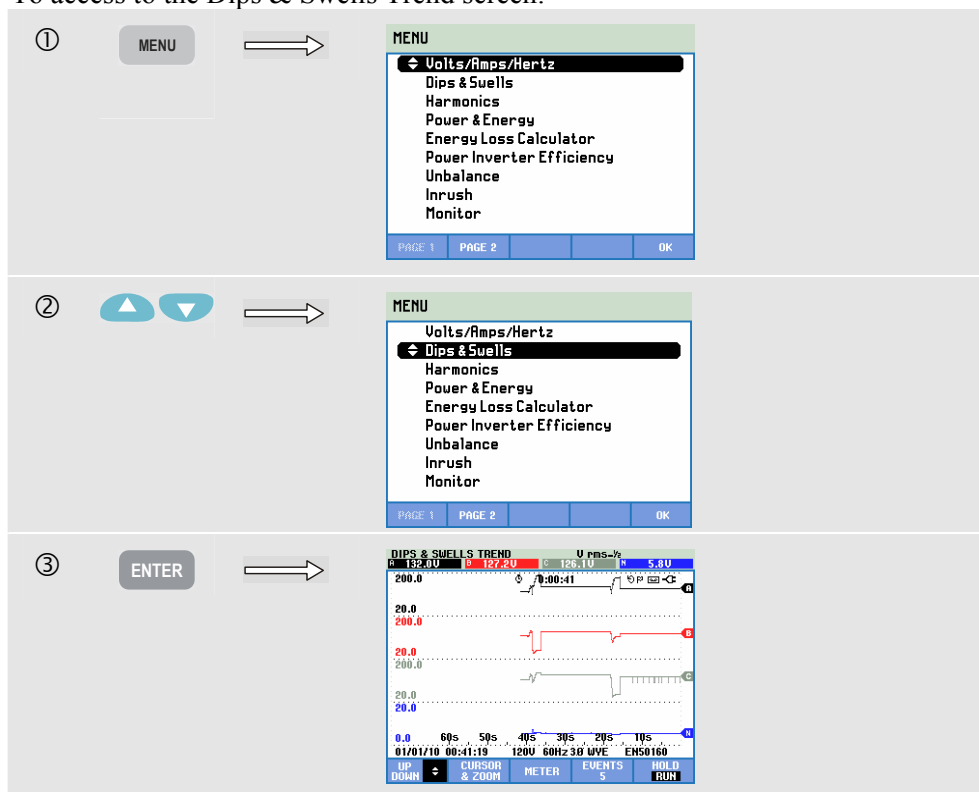 To access to the Dips & Swells Trend screen:
① MENU
MENU
Volts/Amps/Hertz
Dips & Swells
Harmonics
Power & Energy
Energy Loss Calculator
Power Inverter Efficiency
Unbalance
Inrush
Monitor
PAGE 1 PAGE 2 OK
②
MENU
Volts/Amps/Hertz
Dips & Swells
Harmonics
Power & Energy
Energy Loss Calculator
Power Inverter Efficiency
Unbalance
Inrush
Monitor
PAGE 1 PAGE 2 OK
③ ENTER
DIPS & SWELLS TREND V rms-½
A 132.0V B 127.2V C 126.1V N 5.8V
200.0 0:00:41
A
20.0
200.0
B
20.0
200.0
C
20.0
20.0
N
0.0 60s 50s 40s 30s 20s 10s
01/01/10 00:41:19 120V 60Hz 3Ø WYE EN50160
UP DOWN CURSOR & ZOOM METER EVENTS 5 HOLD RUN